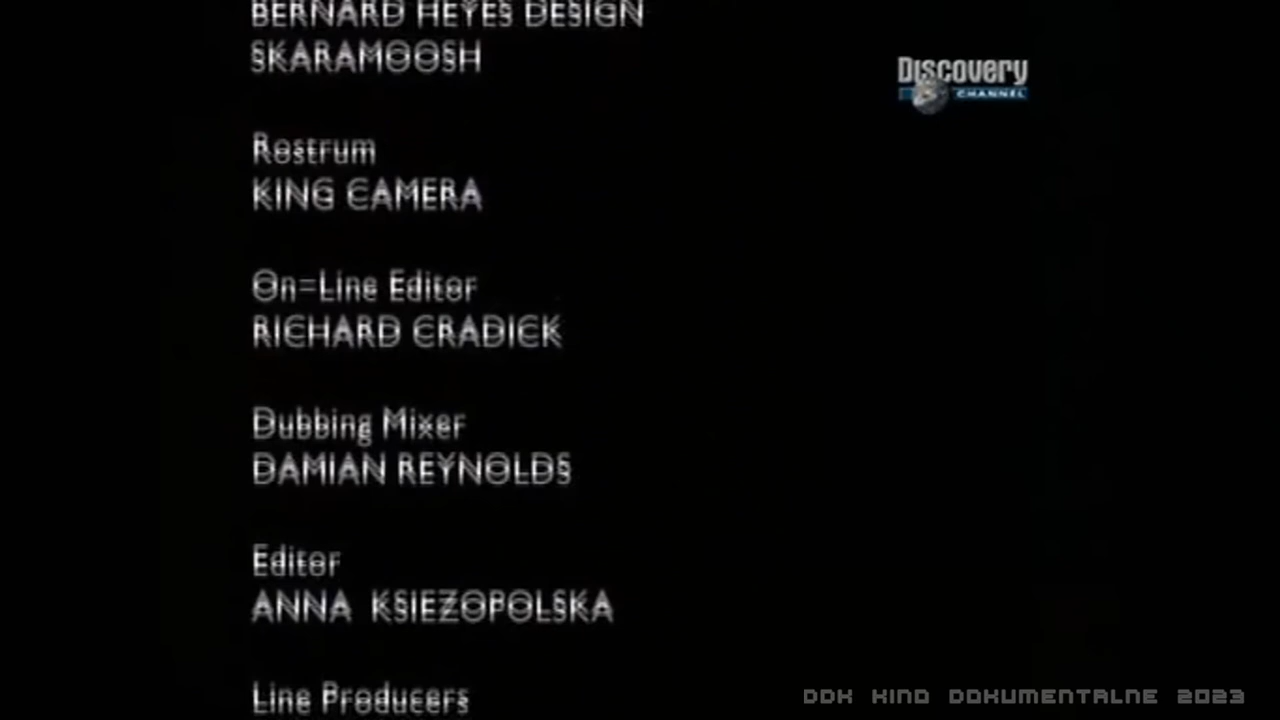 BERNARD HEYES DESIGN
SKARAMOOSH
Discovery
CHANNEL
Rostrum
KING CAMERA
On-Line Editor
RICHARD CRADICK
Dubbing Mixer
DAMIAN REYNOLDS
Editor
ANNA KSIEZOPOLSKA
Line Producers
DDK KINO DOKUMENTALNE 2023